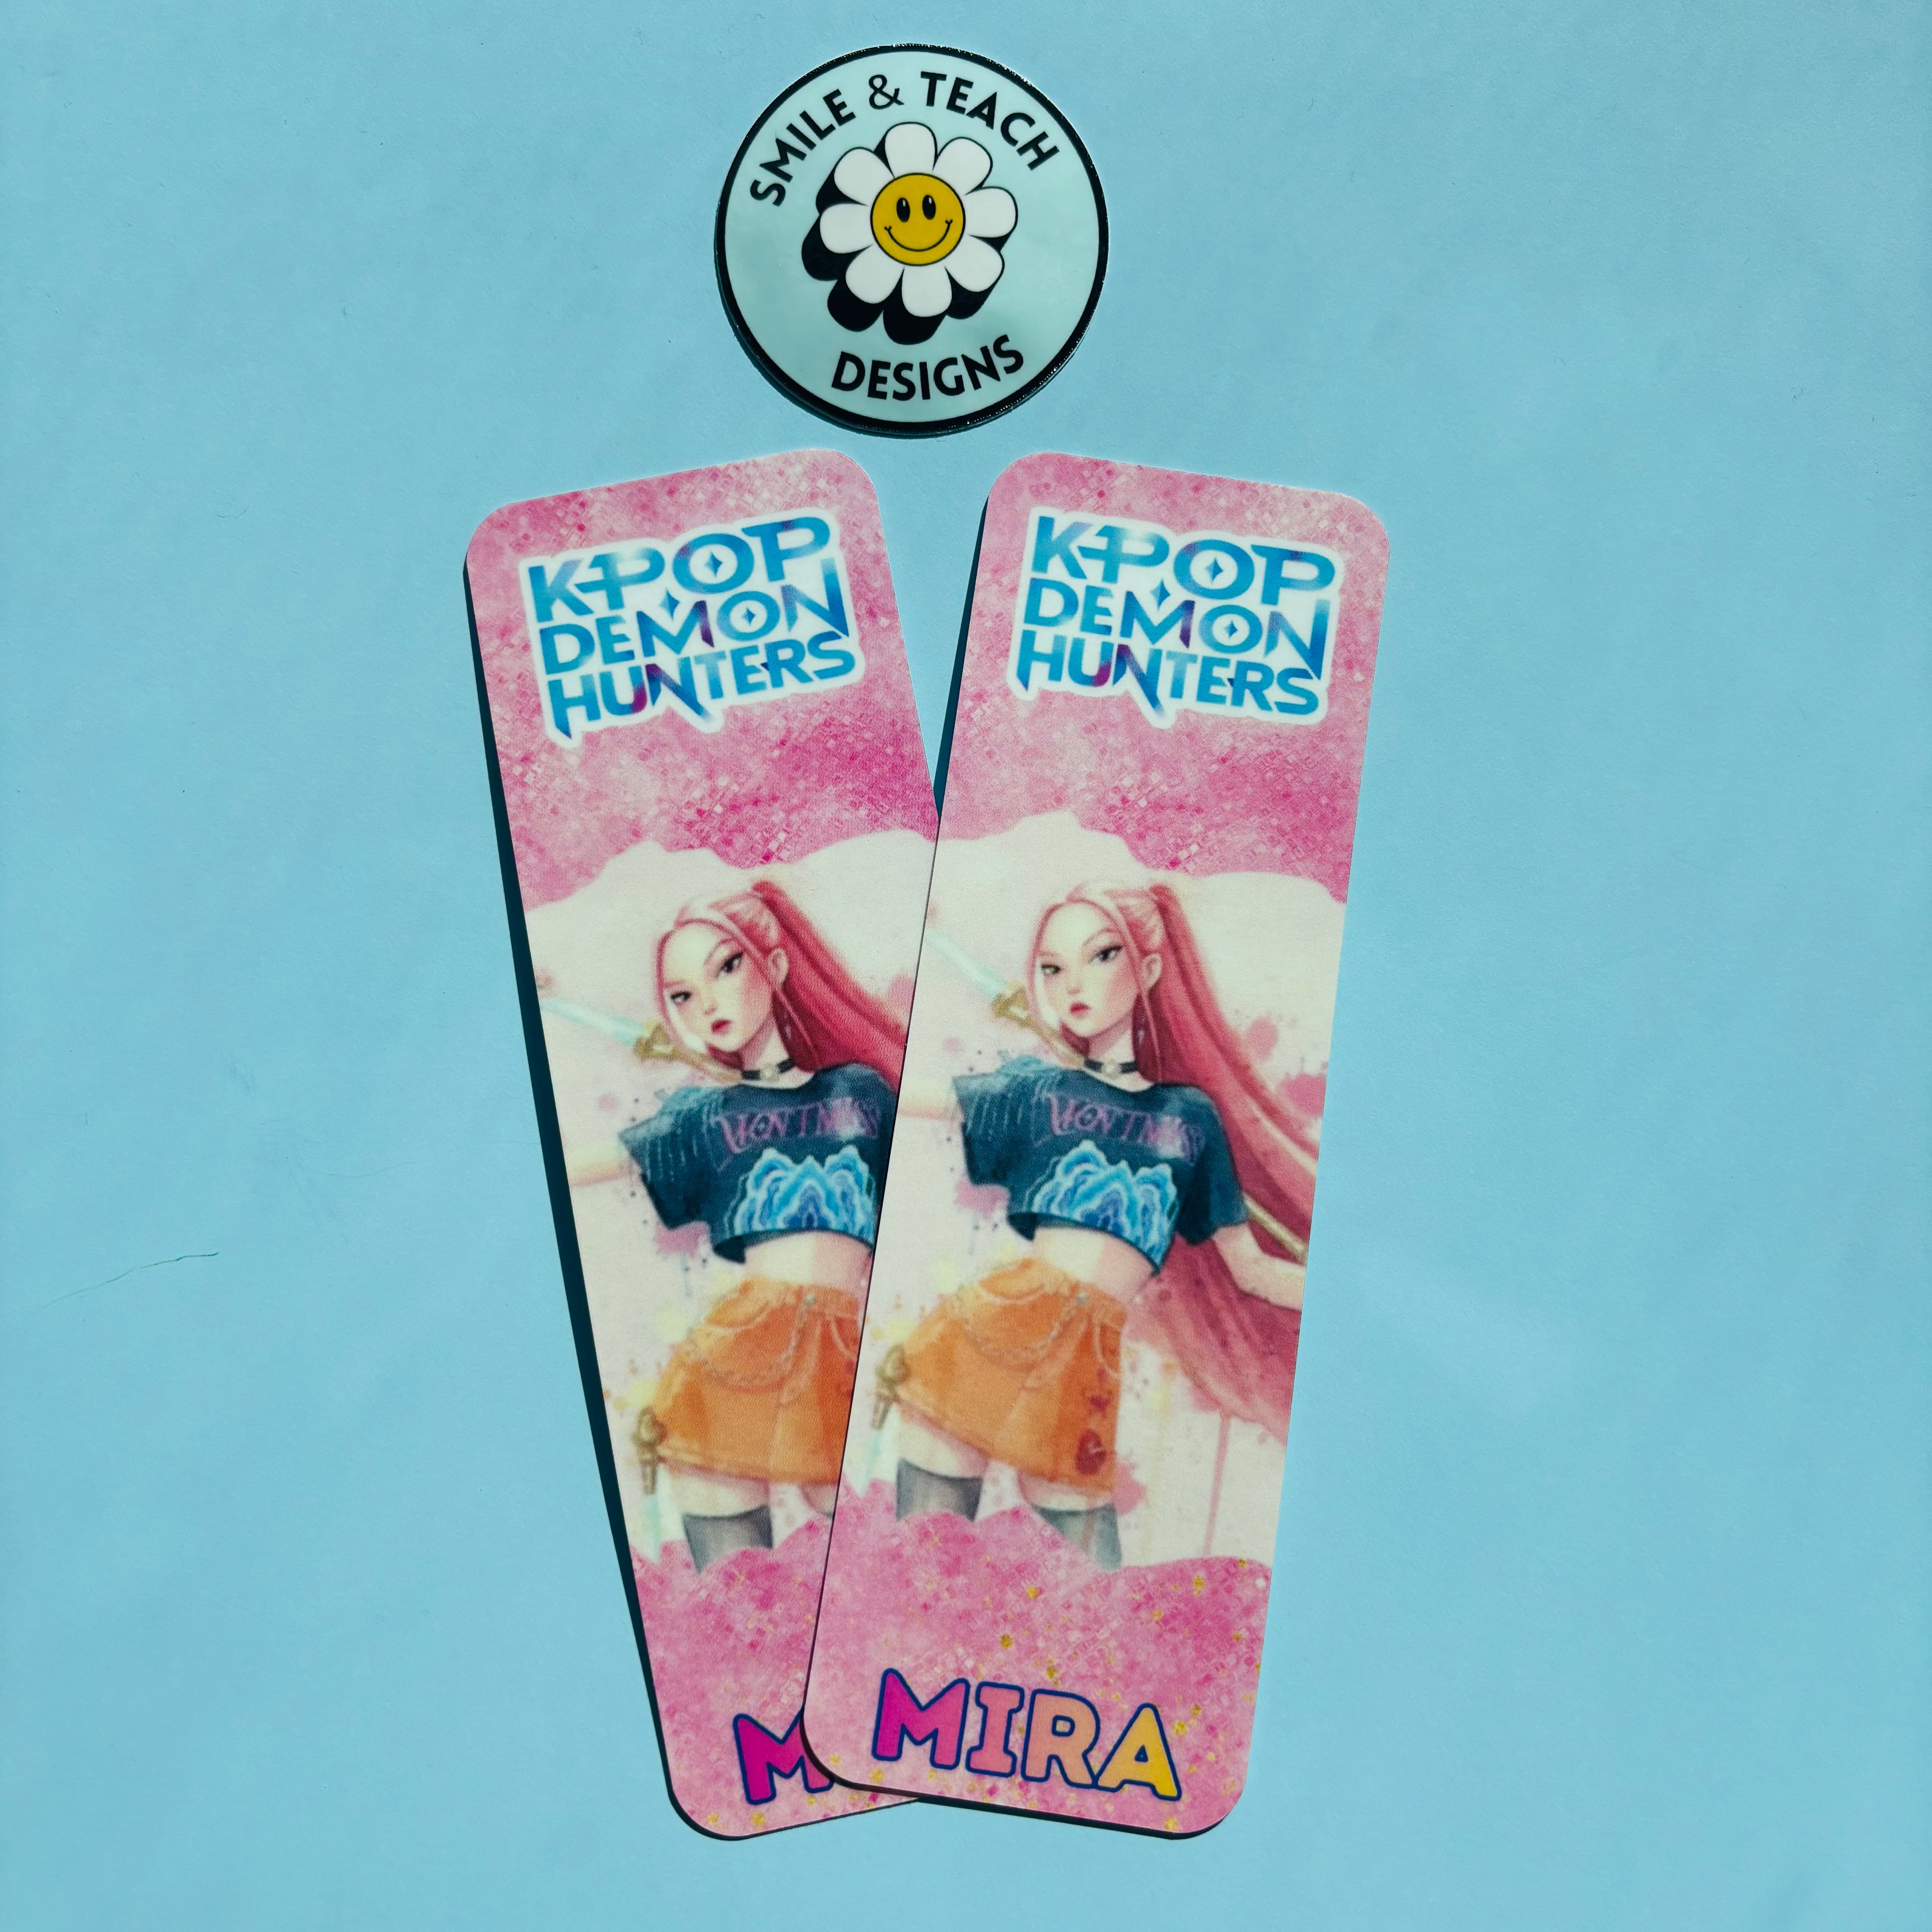 SMILE & TEACH
DESIGNS
KPOP
DEMON
HUNTERS
KPOP
DEMON
HUNTERS
M
MIRA